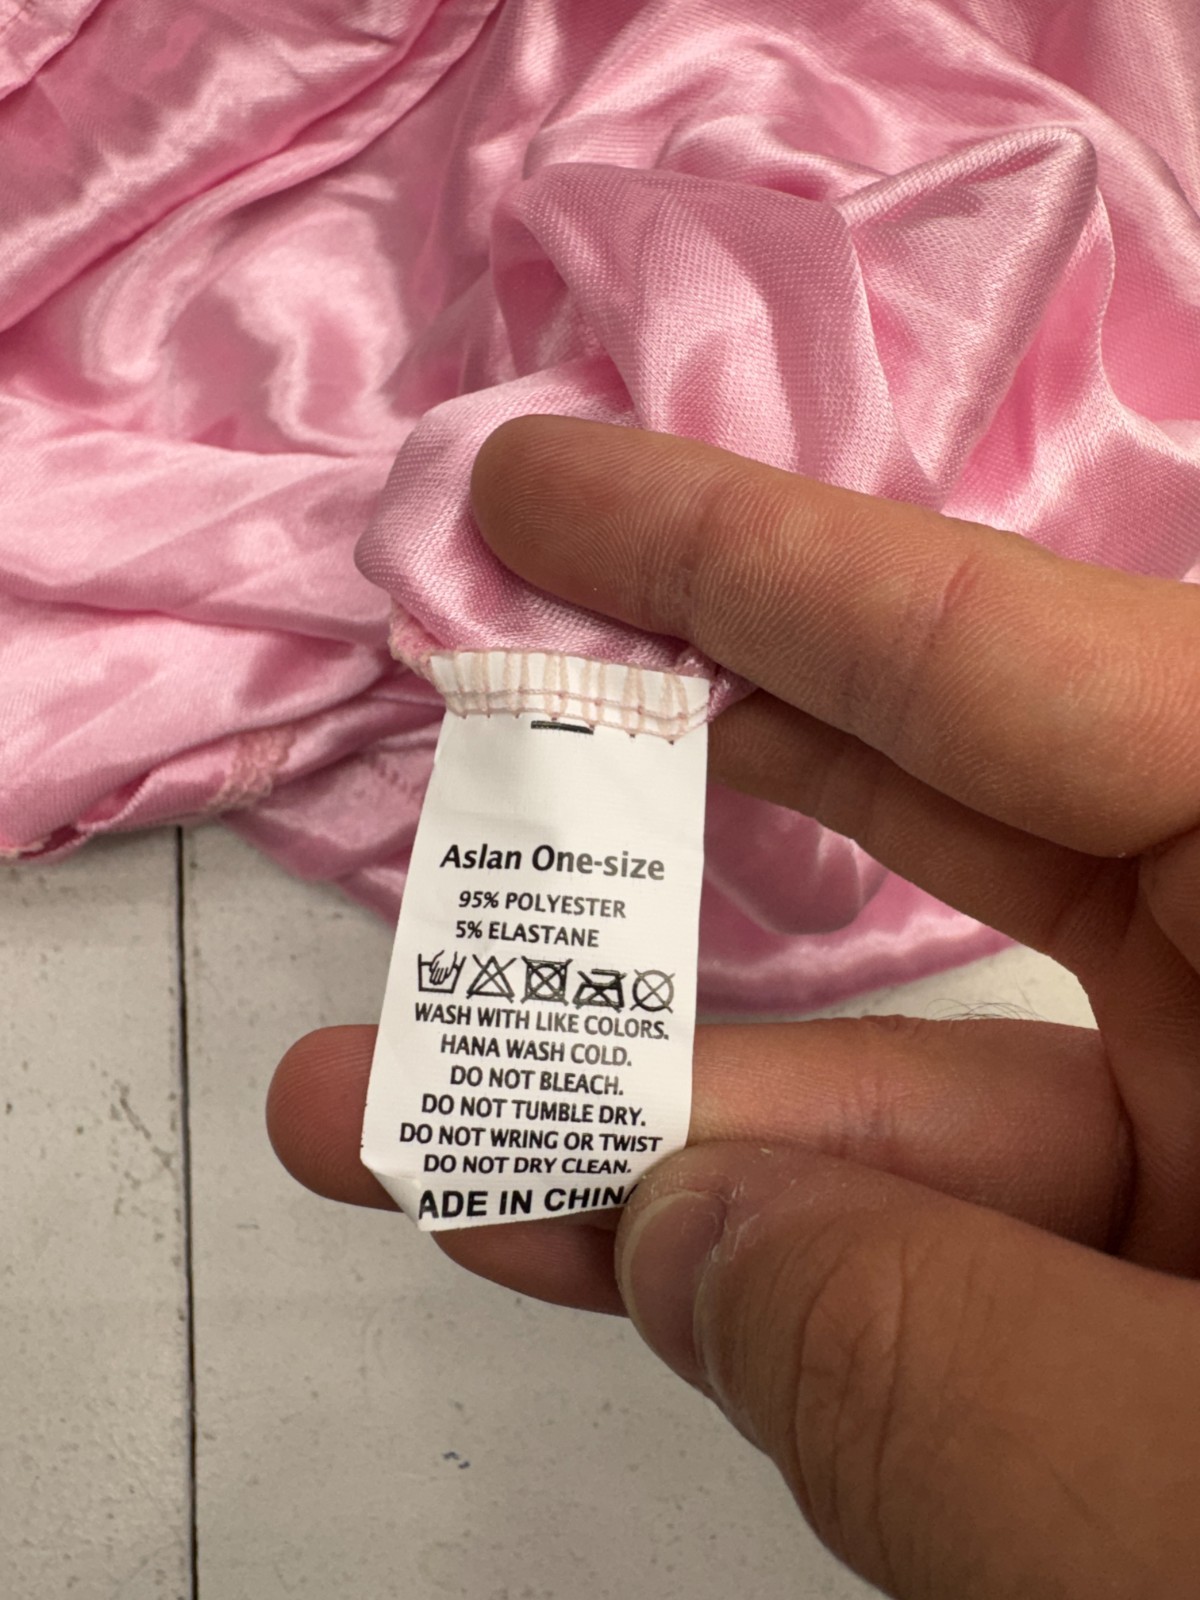 Aslan One-size
95% POLYESTER
5% ELASTANE
WASH WITH LIKE COLORS.
HANA WASH COLD.
DO NOT BLEACH.
DO NOT TUMBLE DRY.
DO NOT WRING OR TWIST
DO NOT DRY CLEAN.
ADE IN CHINA